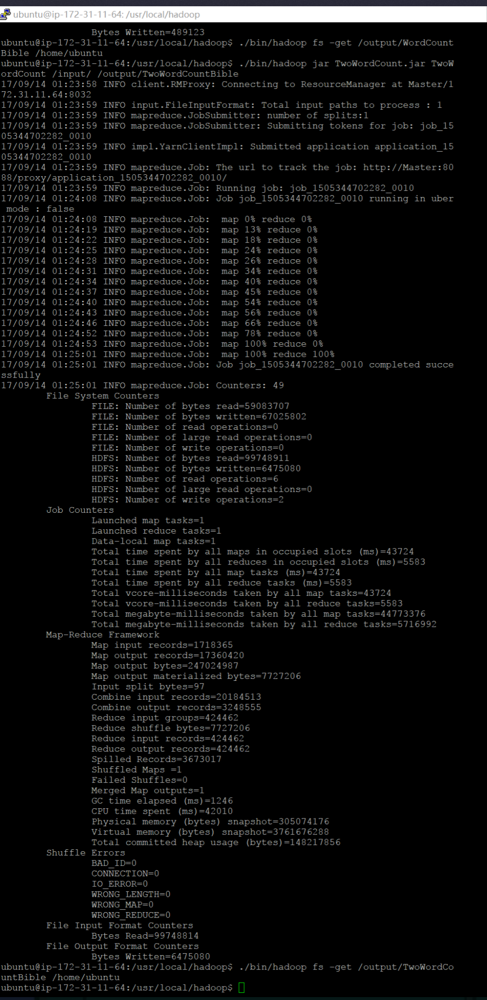 ubuntu@ip-172-31-11-64: /usr/local/hadoop
Bytes Written=489123
ubuntu@ip-172-31-11-64:/usr/local/hadoop$ ./bin/hadoop fs -get /output/WordCount
Bible /home/ubuntu
ubuntu@ip-172-31-11-64:/usr/local/hadoop$ ./bin/hadoop jar TwoWordCount.jar TwoW
ordCount /input/ /output/TwoWordCountBible
17/09/14 01:23:58 INFO client.RMProxy: Connecting to ResourceManager at Master/1
72.31.11.64:8032
17/09/14 01:23:59 INFO input.FileInputFormat: Total input paths to process : 1
17/09/14 01:23:59 INFO mapreduce.JobSubmitter: number of splits:1
17/09/14 01:23:59 INFO mapreduce.JobSubmitter: Submitting tokens for job: job_15
05344702282_0010
17/09/14 01:23:59 INFO impl.YarnClientImpl: Submitted application application_15
05344702282_0010
17/09/14 01:23:59 INFO mapreduce.Job: The url to track the job: http://Master:80
88/proxy/application_1505344702282_0010/
17/09/14 01:23:59 INFO mapreduce.Job: Running job: job_1505344702282_0010
17/09/14 01:24:08 INFO mapreduce.Job: Job job_1505344702282_0010 running in uber
mode : false
17/09/14 01:24:08 INFO mapreduce.Job:  map 0% reduce 0%
17/09/14 01:24:19 INFO mapreduce.Job:  map 13% reduce 0%
17/09/14 01:24:22 INFO mapreduce.Job:  map 18% reduce 0%
17/09/14 01:24:25 INFO mapreduce.Job:  map 24% reduce 0%
17/09/14 01:24:28 INFO mapreduce.Job:  map 26% reduce 0%
17/09/14 01:24:31 INFO mapreduce.Job:  map 34% reduce 0%
17/09/14 01:24:34 INFO mapreduce.Job:  map 40% reduce 0%
17/09/14 01:24:37 INFO mapreduce.Job:  map 45% reduce 0%
17/09/14 01:24:40 INFO mapreduce.Job:  map 54% reduce 0%
17/09/14 01:24:43 INFO mapreduce.Job:  map 56% reduce 0%
17/09/14 01:24:46 INFO mapreduce.Job:  map 66% reduce 0%
17/09/14 01:24:52 INFO mapreduce.Job:  map 78% reduce 0%
17/09/14 01:24:53 INFO mapreduce.Job:  map 100% reduce 0%
17/09/14 01:25:01 INFO mapreduce.Job:  map 100% reduce 100%
17/09/14 01:25:01 INFO mapreduce.Job: Job job_1505344702282_0010 completed succe
ssfully
17/09/14 01:25:01 INFO mapreduce.Job: Counters: 49
File System Counters
FILE: Number of bytes read=59083707
FILE: Number of bytes written=67025802
FILE: Number of read operations=0
FILE: Number of large read operations=0
FILE: Number of write operations=0
HDFS: Number of bytes read=99748911
HDFS: Number of bytes written=6475080
HDFS: Number of read operations=6
HDFS: Number of large read operations=0
HDFS: Number of write operations=2
Job Counters
Launched map tasks=1
Launched reduce tasks=1
Data-local map tasks=1
Total time spent by all maps in occupied slots (ms)=43724
Total time spent by all reduces in occupied slots (ms)=5583
Total time spent by all map tasks (ms)=43724
Total time spent by all reduce tasks (ms)=5583
Total vcore-milliseconds taken by all map tasks=43724
Total vcore-milliseconds taken by all reduce tasks=5583
Total megabyte-milliseconds taken by all map tasks=44773376
Total megabyte-milliseconds taken by all reduce tasks=5716992
Map-Reduce Framework
Map input records=1718365
Map output records=17360420
Map output bytes=247024987
Map output materialized bytes=7727206
Input split bytes=97
Combine input records=20184513
Combine output records=3248555
Reduce input groups=424462
Reduce shuffle bytes=7727206
Reduce input records=424462
Reduce output records=424462
Spilled Records=3673017
Shuffled Maps =1
Failed Shuffles=0
Merged Map outputs=1
GC time elapsed (ms)=1246
CPU time spent (ms)=42010
Physical memory (bytes) snapshot=305074176
Virtual memory (bytes) snapshot=3761676288
Total committed heap usage (bytes)=148217856
Shuffle Errors
BAD_ID=0
CONNECTION=0
IO_ERROR=0
WRONG_LENGTH=0
WRONG_MAP=0
WRONG_REDUCE=0
File Input Format Counters
Bytes Read=99748814
File Output Format Counters
Bytes Written=6475080
ubuntu@ip-172-31-11-64:/usr/local/hadoop$ ./bin/hadoop fs -get /output/TwoWordCo
untBible /home/ubuntu
ubuntu@ip-172-31-11-64:/usr/local/hadoop$